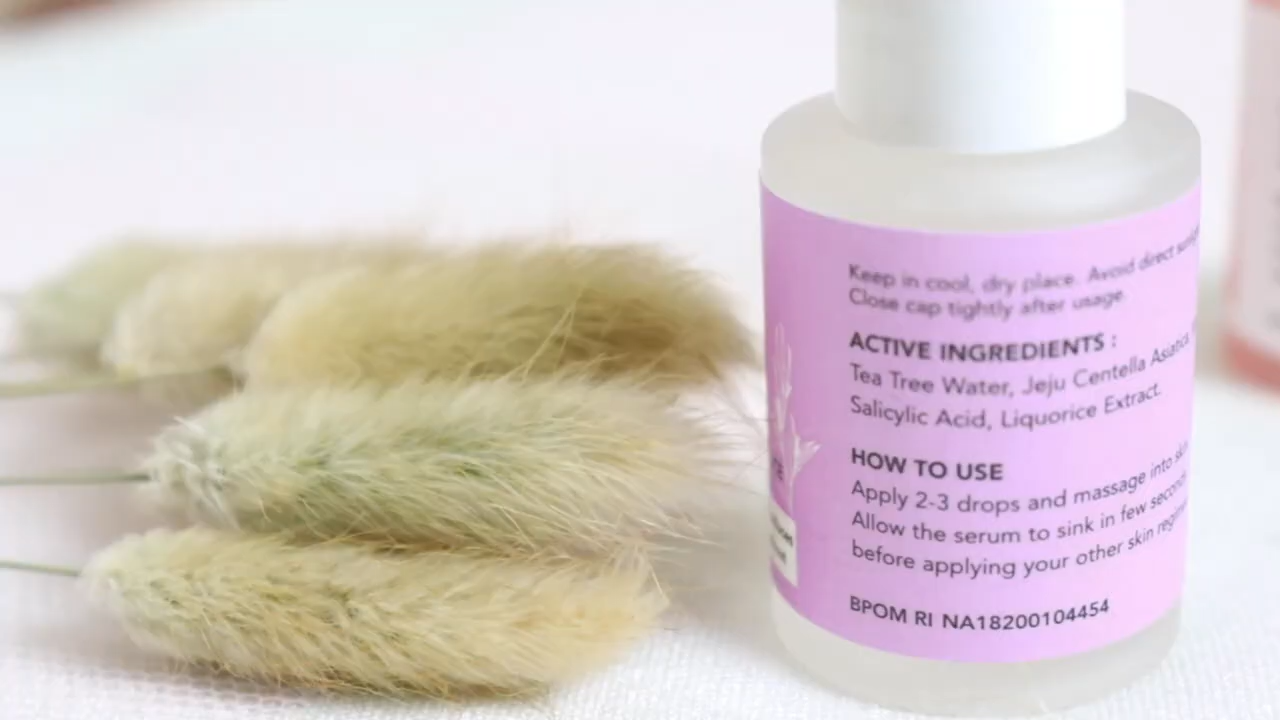 Keep in cool, dry place. Avoid direct
Close cap tightly after usage.
ACTIVE INGREDIENTS :
Tea Tree Water, Jeju Centella Asiatica,
Salicylic Acid, Liquorice Extract.
HOW TO USE
Apply 2-3 drops and massage into
Allow the serum to sink in few
before applying your other skin
BPOM RI NA18200104454